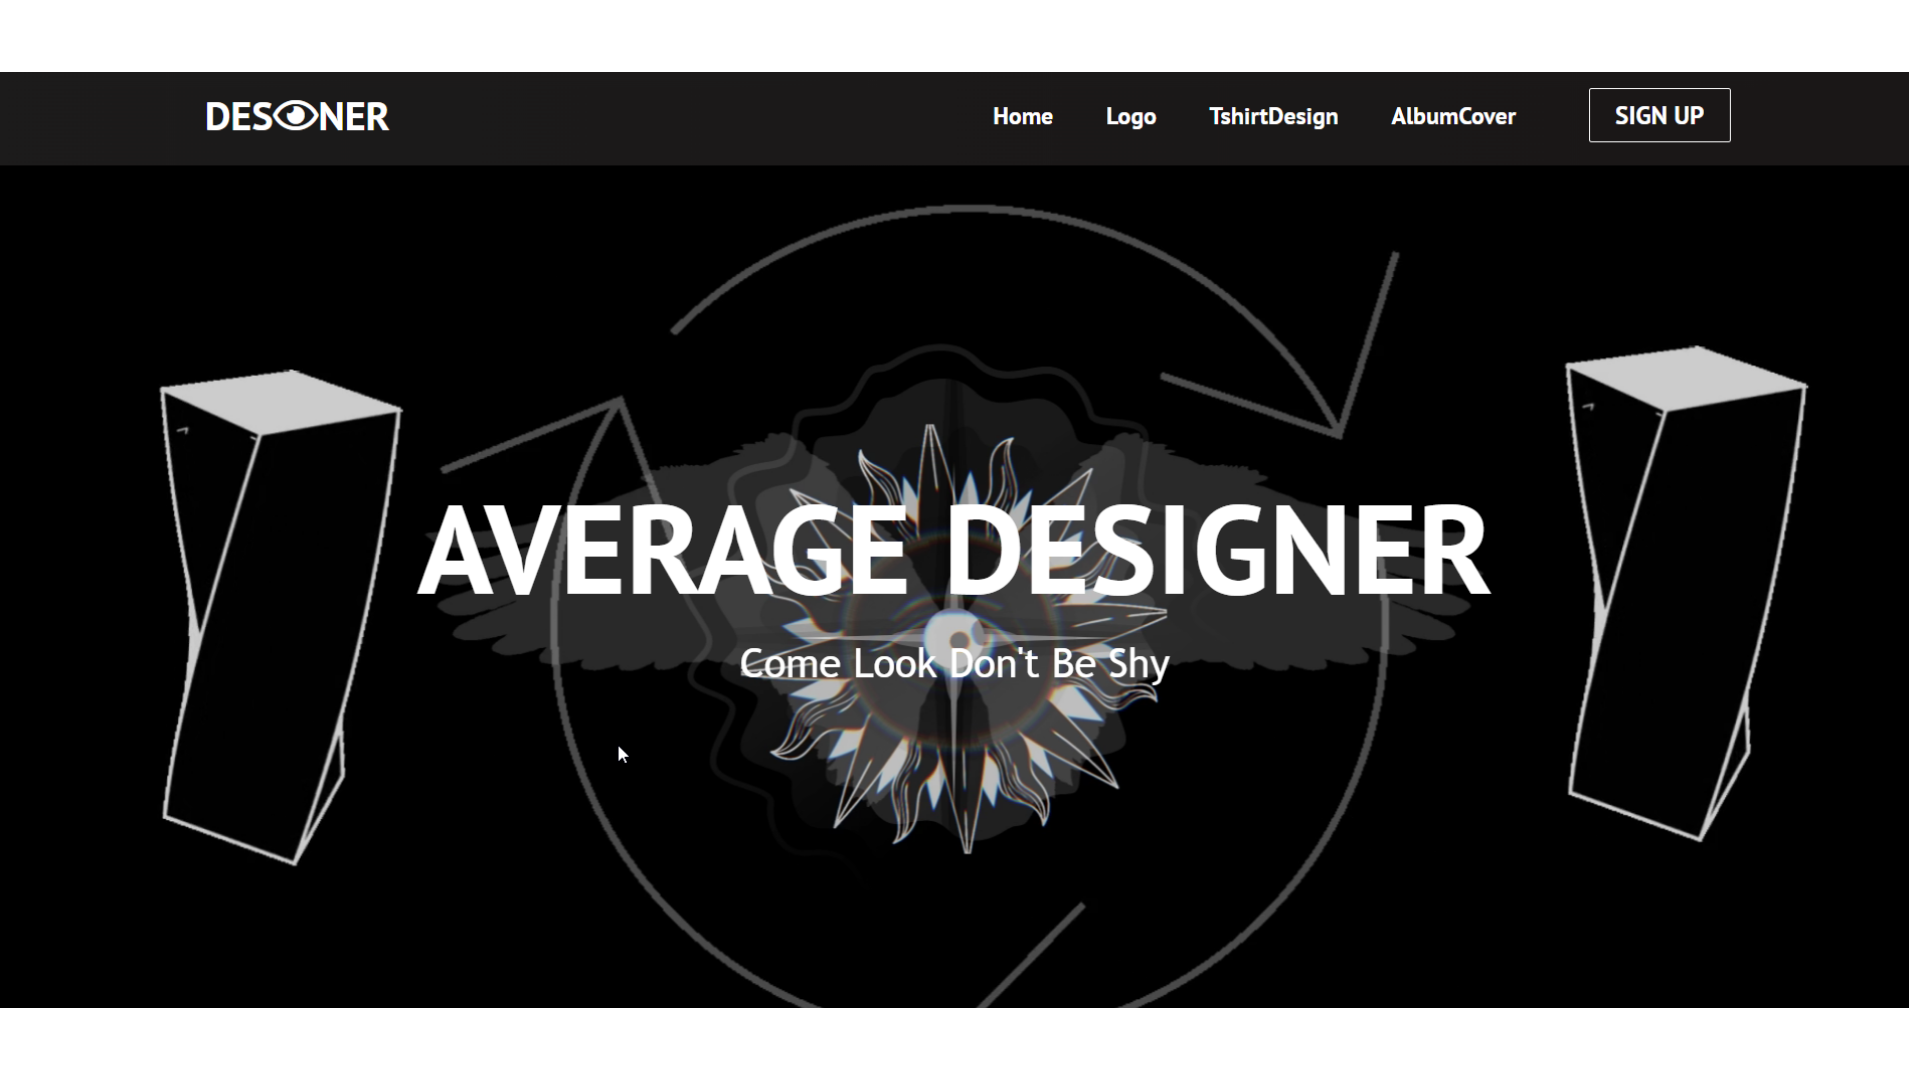 DES NER
Home
Logo
TshirtDesign
AlbumCover
SIGN UP
AVERAGE DESIGNER
Come Look Don't Be Shy